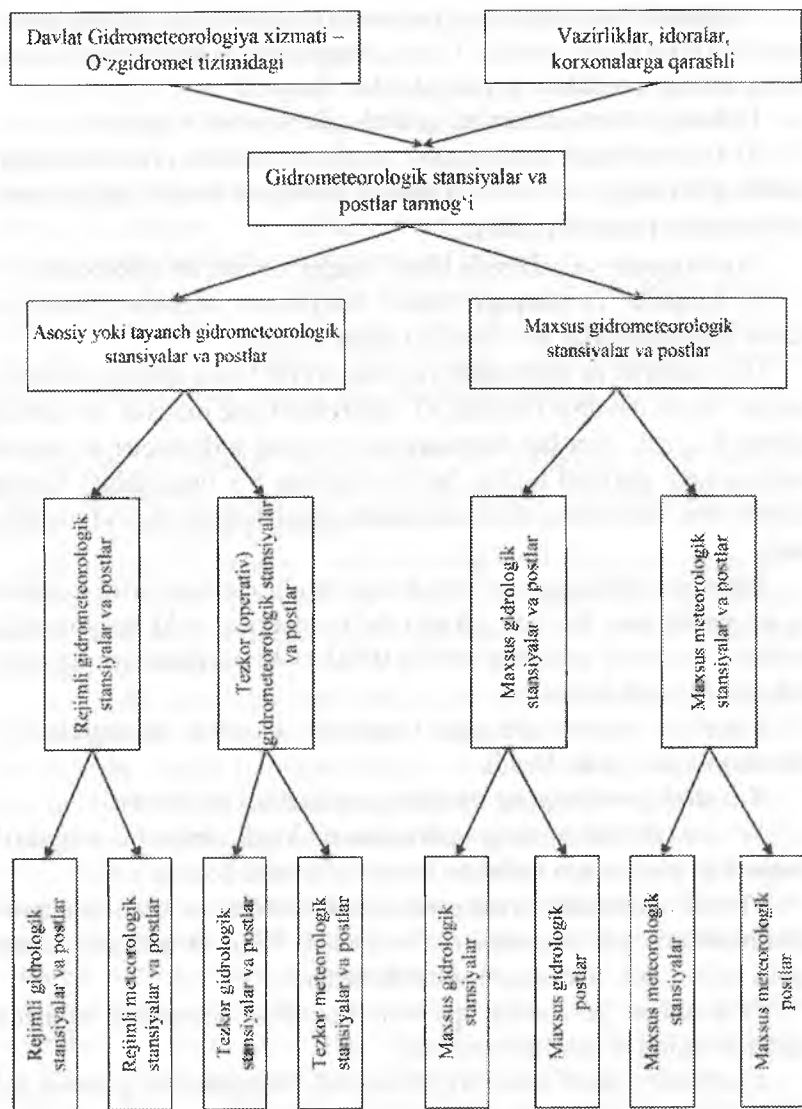 Davlat Gidrometeorologiya xizmati –
O‘zgidromet tizimidagi
Vazirliklar, idoralar,
korxonalarga qarashli
Gidrometeorologik stansiyalar va
postlar tarmog‘i
Asosiy yoki tayanch gidrometeorologik
stansiyalar va postlar
Maxsus gidrometeorologik
stansiyalar va postlar
Rejimli gidrometeorologik
stansiyalar va postlar
Tezkor (operativ)
gidrometeorologik stansiyalar
va postlar
Maxsus gidrologik
stansiyalar va postlar
Maxsus meteorologik
stansiyalar va postlar
Rejimli gidrologik
stansiyalar va postlar
Rejimli meteorologik
stansiyalar va postlar
Tezkor gidrologik
stansiyalar va postlar
Tezkor meteorologik
stansiyalar va postlar
Maxsus gidrologik
stansiyalar
Maxsus gidrologik
postlar
Maxsus meteorologik
stansiyalar
Maxsus meteorologik
postlar